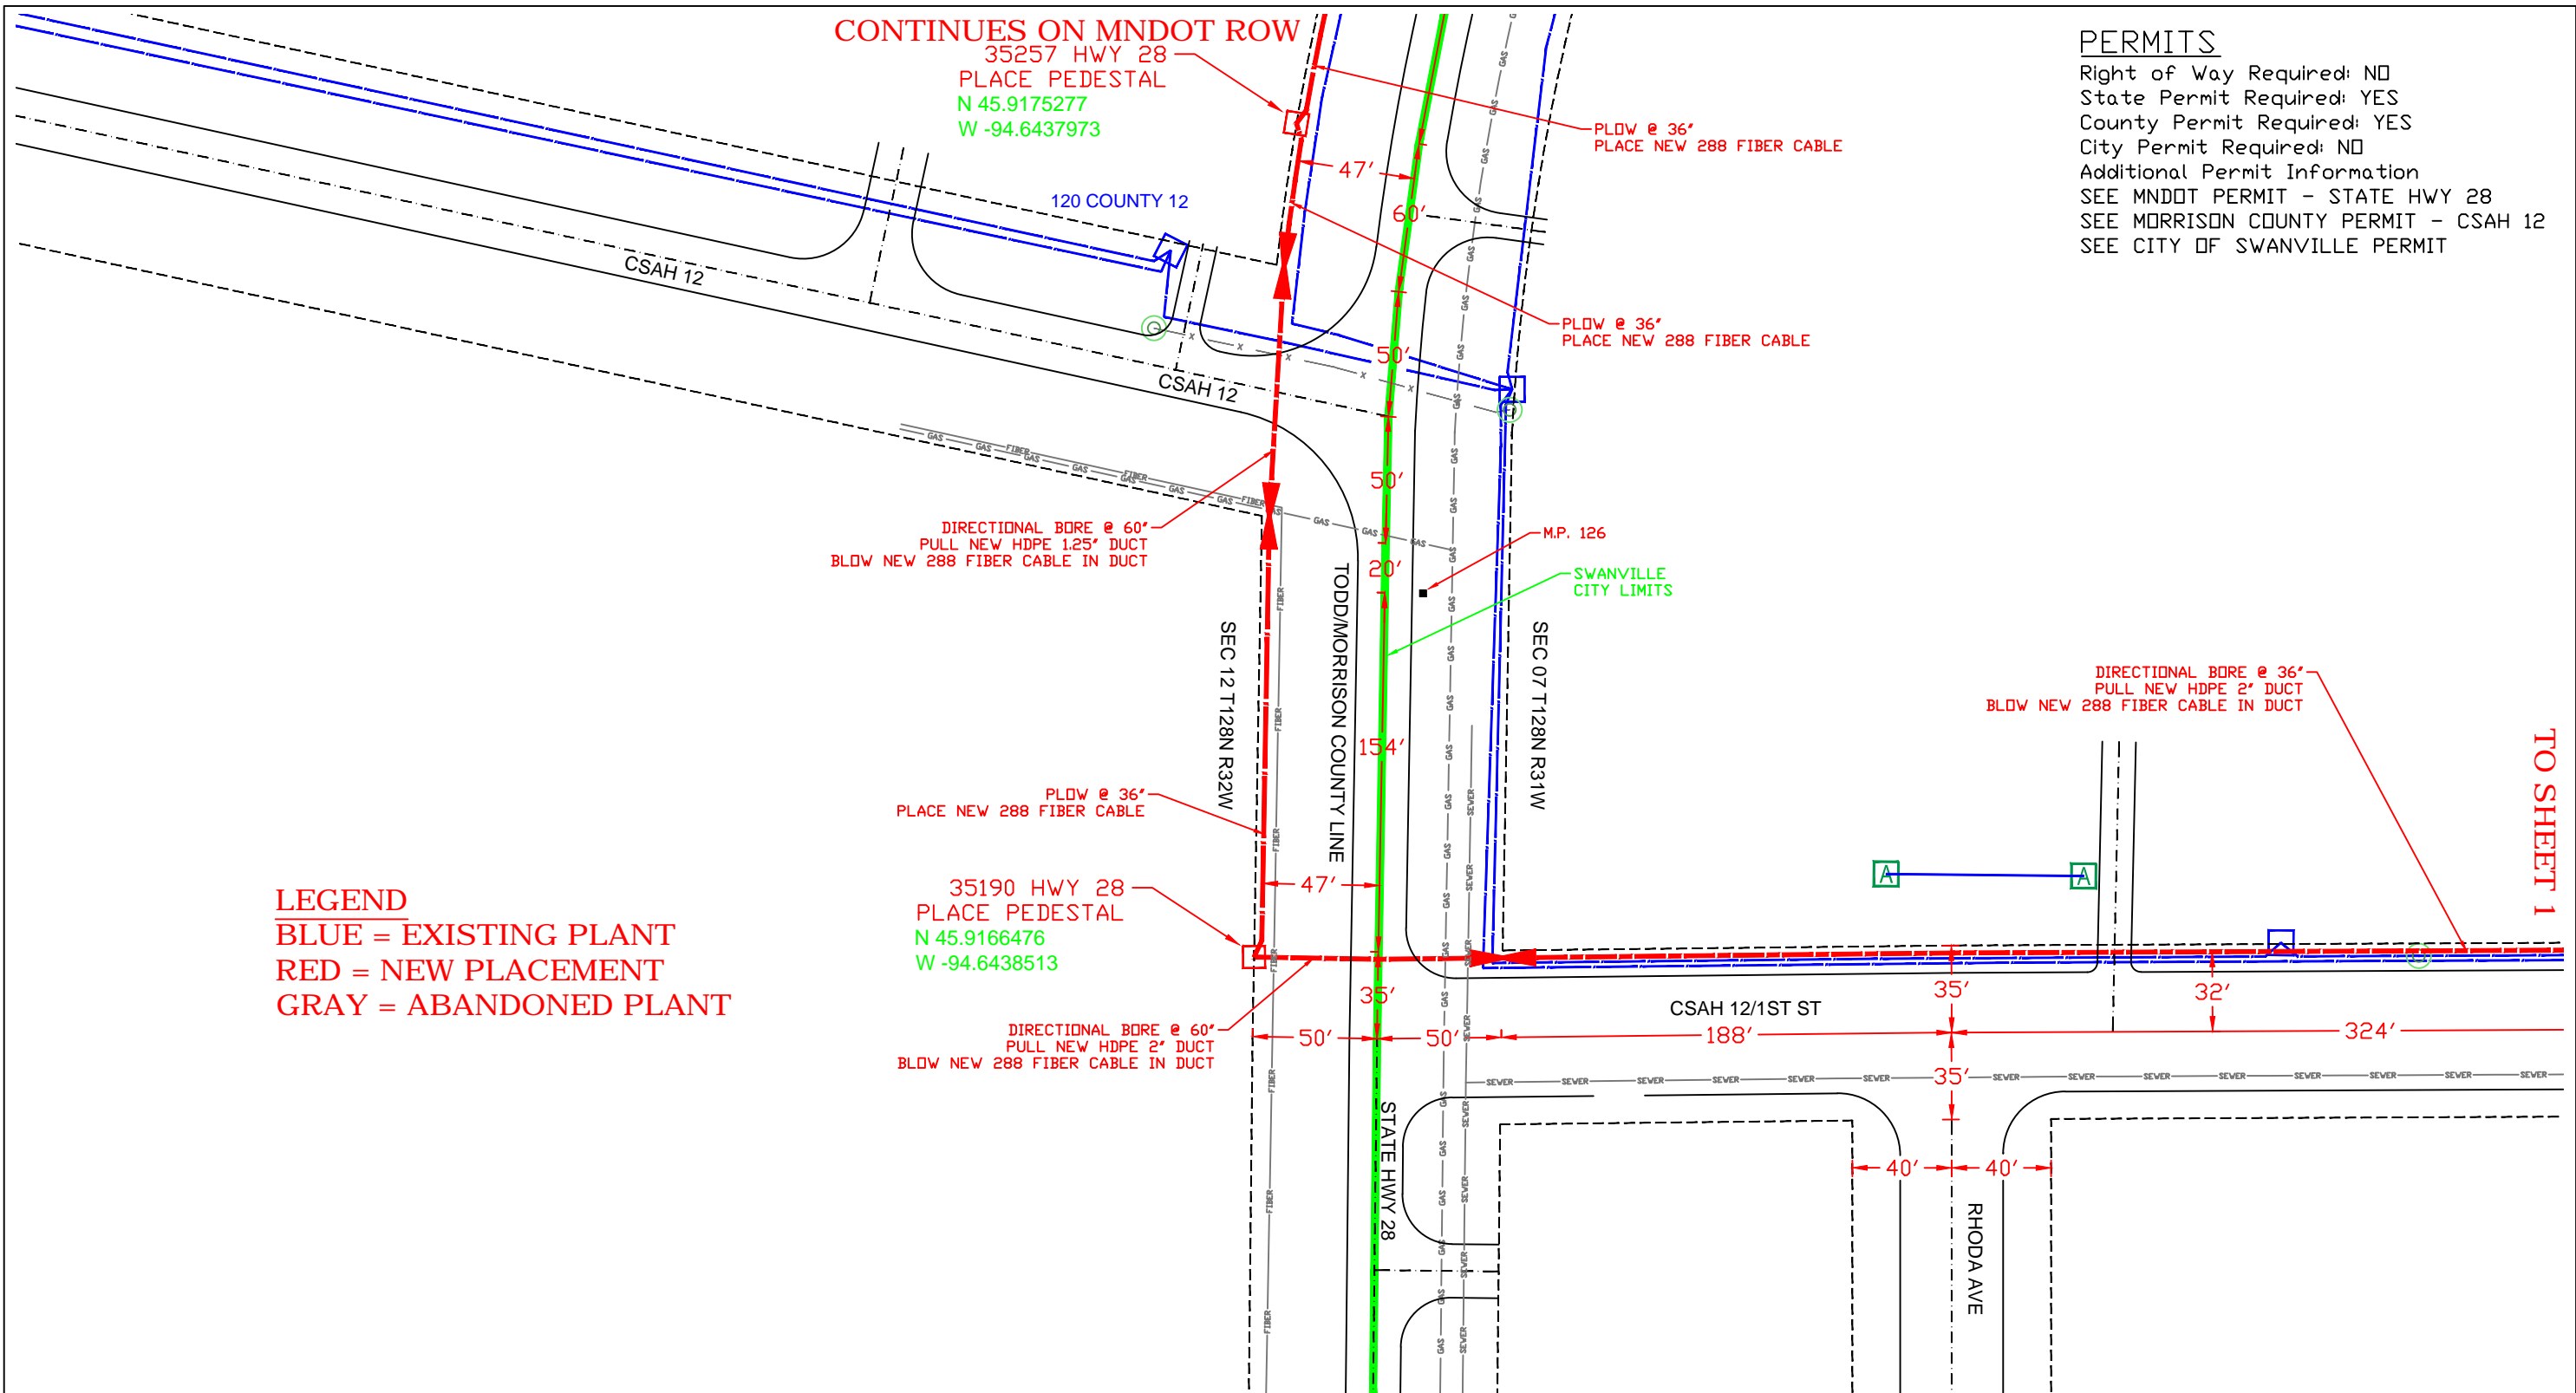 CONTINUES ON MNDOT ROW
35257 HWY 28
PLACE PEDESTAL
N 45.9175277
W -94.6437973
PERMITS
Right of Way Required: NO
State Permit Required: YES
County Permit Required: YES
City Permit Required: NO
Additional Permit Information
SEE MNDOT PERMIT - STATE HWY 28
SEE MORRISON COUNTY PERMIT - CSAH 12
SEE CITY OF SWANVILLE PERMIT
PLOW @ 36"
PLACE NEW 288 FIBER CABLE
47'
60'
120 COUNTY 12
CSAH 12
PLOW @ 36"
PLACE NEW 288 FIBER CABLE
50'
CSAH 12
50'
DIRECTIONAL BORE @ 60"
PULL NEW HDPE 1.25" DUCT
BLOW NEW 288 FIBER CABLE IN DUCT
M.P. 126
20'
SWANVILLE
CITY LIMITS
SEC 12 T128N R32W
TODD/MORRISON COUNTY LINE
SEC 07 T128N R31W
154'
DIRECTIONAL BORE @ 36"
PULL NEW HDPE 2" DUCT
BLOW NEW 288 FIBER CABLE IN DUCT
TO SHEET 1
PLOW @ 36"
PLACE NEW 288 FIBER CABLE
A
A
47'
35190 HWY 28
PLACE PEDESTAL
N 45.9166476
W -94.6438513
LEGEND
BLUE = EXISTING PLANT
RED = NEW PLACEMENT
GRAY = ABANDONED PLANT
35'
CSAH 12/1ST ST
35'
32'
DIRECTIONAL BORE @ 60"
PULL NEW HDPE 2" DUCT
BLOW NEW 288 FIBER CABLE IN DUCT
50'
50'
188'
324'
35'
STATE HWY 28
40'
40'
RHODA AVE
GAS
FIBER
SEWER